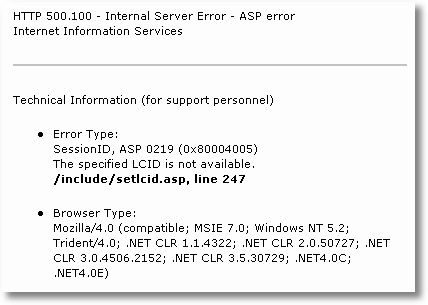 HTTP 500.100 - Internal Server Error - ASP error
Internet Information Services
Technical Information (for support personnel)
• Error Type:
SessionID, ASP 0219 (0x80004005)
The specified LCID is not available.
/include/setlcid.asp, line 247
• Browser Type:
Mozilla/4.0 (compatible; MSIE 7.0; Windows NT 5.2;
Trident/4.0; .NET CLR 1.1.4322; .NET CLR 2.0.50727; .NET
CLR 3.0.4506.2152; .NET CLR 3.5.30729; .NET4.0C;
.NET4.0E)